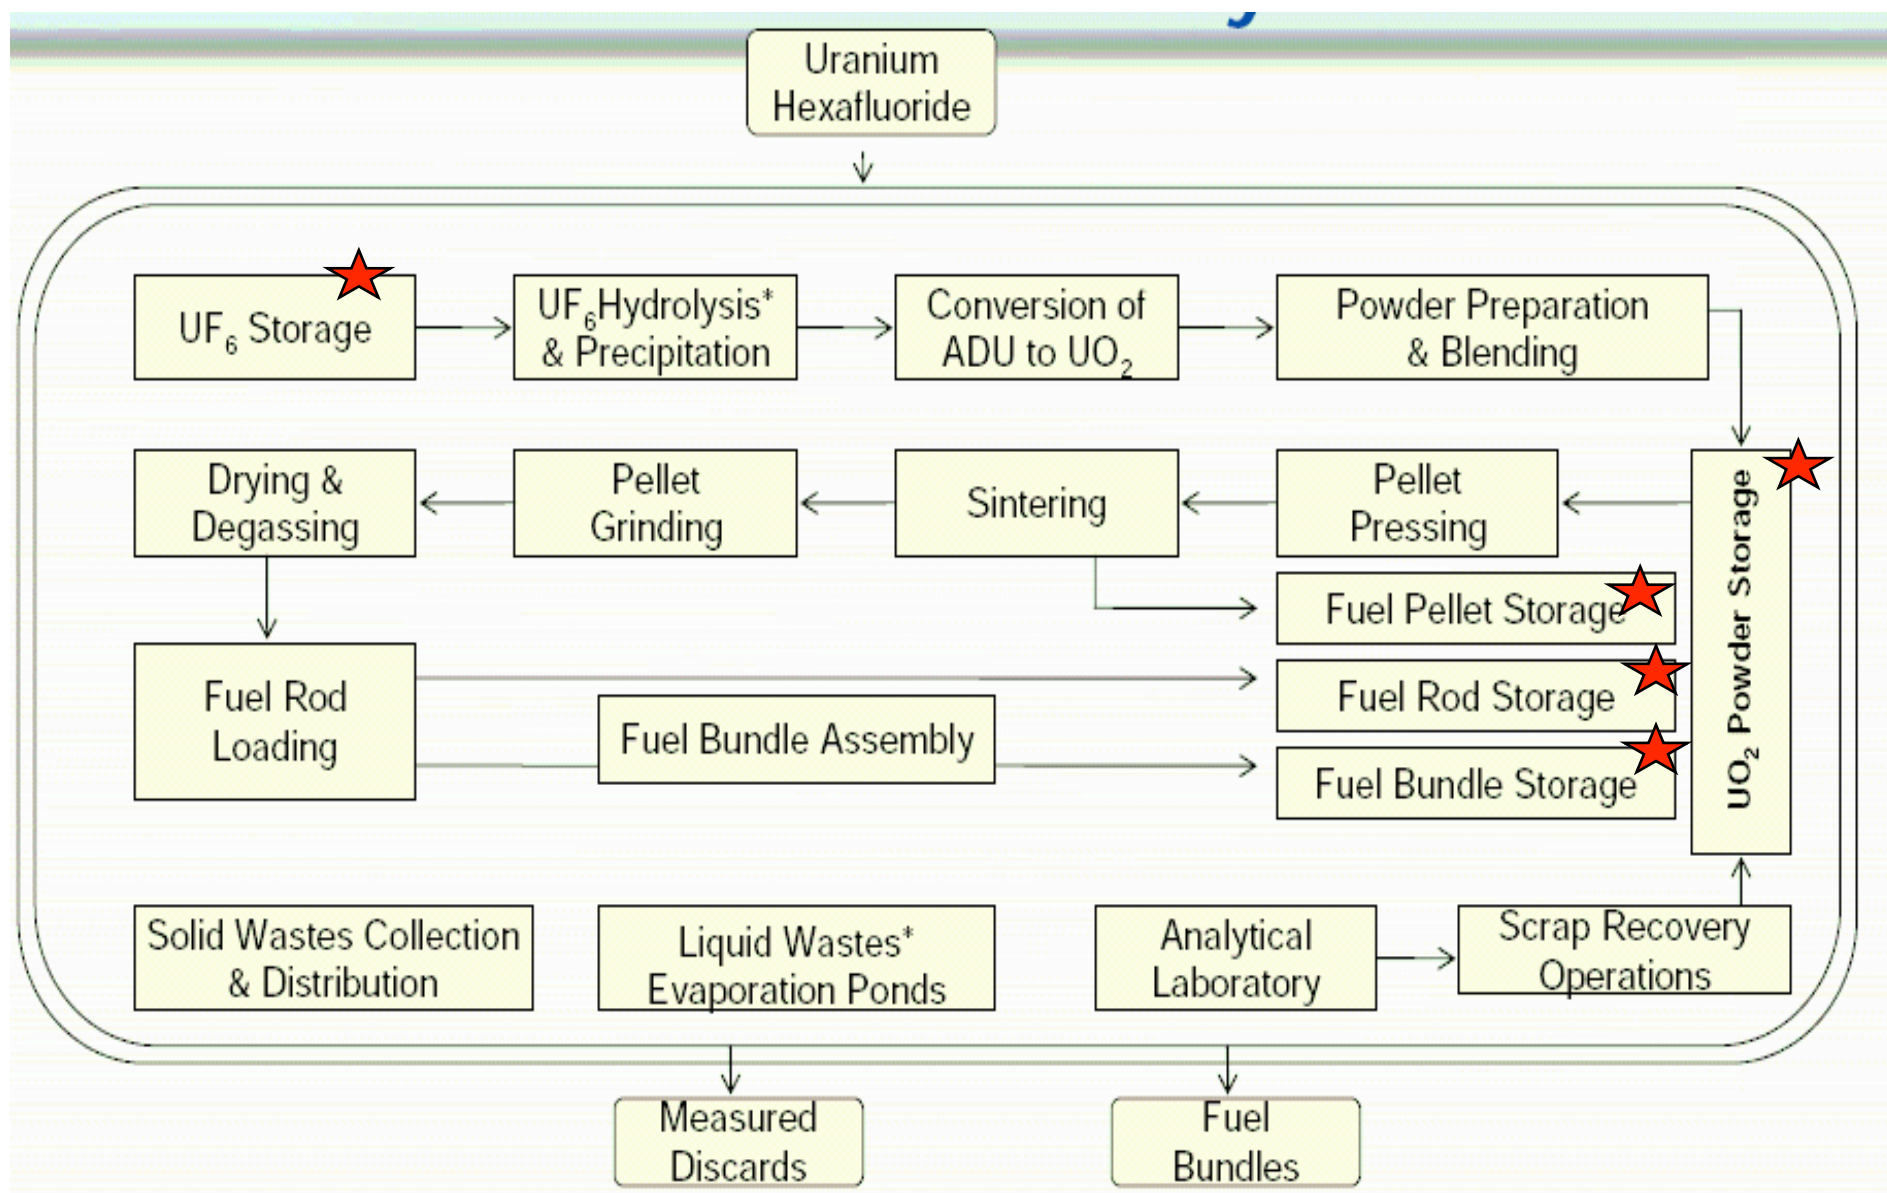 Uranium
Hexafluoride
UF6 Storage
UF6Hydrolysis*
& Precipitation
Conversion of
ADU to UO2
Powder Preparation
& Blending
Drying &
Degassing
Pellet
Grinding
Sintering
Pellet
Pressing
UO2 Powder Storage
Fuel Pellet Storage
Fuel Rod
Loading
Fuel Rod Storage
Fuel Bundle Assembly
Fuel Bundle Storage
Solid Wastes Collection
& Distribution
Liquid Wastes*
Evaporation Ponds
Analytical
Laboratory
Scrap Recovery
Operations
Measured
Discards
Fuel
Bundles